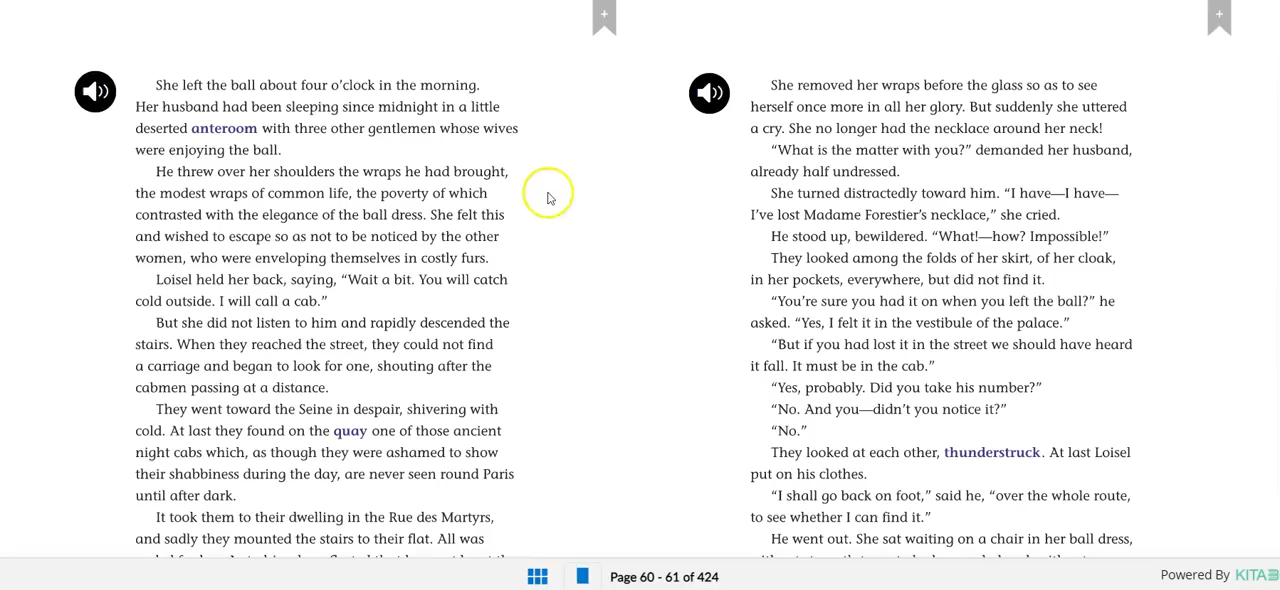 She left the ball about four o’clock in the morning.
Her husband had been sleeping since midnight in a little
deserted anteroom with three other gentlemen whose wives
were enjoying the ball.
He threw over her shoulders the wraps he had brought,
the modest wraps of common life, the poverty of which
contrasted with the elegance of the ball dress. She felt this
and wished to escape so as not to be noticed by the other
women, who were enveloping themselves in costly furs.
Loisel held her back, saying, “Wait a bit. You will catch
cold outside. I will call a cab.”
But she did not listen to him and rapidly descended the
stairs. When they reached the street, they could not find
a carriage and began to look for one, shouting after the
cabmen passing at a distance.
They went toward the Seine in despair, shivering with
cold. At last they found on the quay one of those ancient
night cabs which, as though they were ashamed to show
their shabbiness during the day, are never seen round Paris
until after dark.
It took them to their dwelling in the Rue des Martyrs,
and sadly they mounted the stairs to their flat. All was
She removed her wraps before the glass so as to see
herself once more in all her glory. But suddenly she uttered
a cry. She no longer had the necklace around her neck!
“What is the matter with you?” demanded her husband,
already half undressed.
She turned distractedly toward him. “I have—I have—
I’ve lost Madame Forestier’s necklace,” she cried.
He stood up, bewildered. “What!—how? Impossible!”
They looked among the folds of her skirt, of her cloak,
in her pockets, everywhere, but did not find it.
“You’re sure you had it on when you left the ball?” he
asked. “Yes, I felt it in the vestibule of the palace.”
“But if you had lost it in the street we should have heard
it fall. It must be in the cab.”
“Yes, probably. Did you take his number?”
“No. And you—didn’t you notice it?”
“No.”
They looked at each other, thunderstruck. At last Loisel
put on his clothes.
“I shall go back on foot,” said he, “over the whole route,
to see whether I can find it.”
He went out. She sat waiting on a chair in her ball dress,
Page 60 - 61 of 424
Powered By KITAB